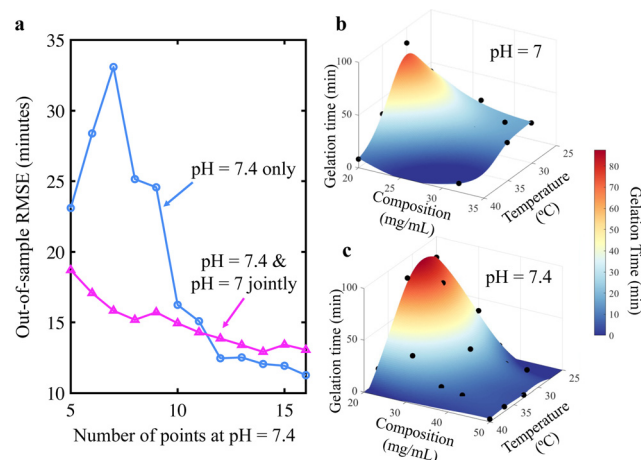 a
Out-of-sample RMSE (minutes)
35
30
25
20
15
10
5
10
15
Number of points at pH = 7.4
pH = 7.4 only
pH = 7.4 &
pH = 7 jointly
b
pH = 7
Gelation time (min)
100
50
0
20
25
30
35
40
Composition
(mg/mL)
40
35
30
25
Temperature
(ºC)
c
pH = 7.4
Gelation time (min)
100
50
0
20
30
40
50
Composition
(mg/mL)
40
35
30
25
Temperature
(ºC)
80
70
60
50
40
30
20
10
0
Gelation Time (min)